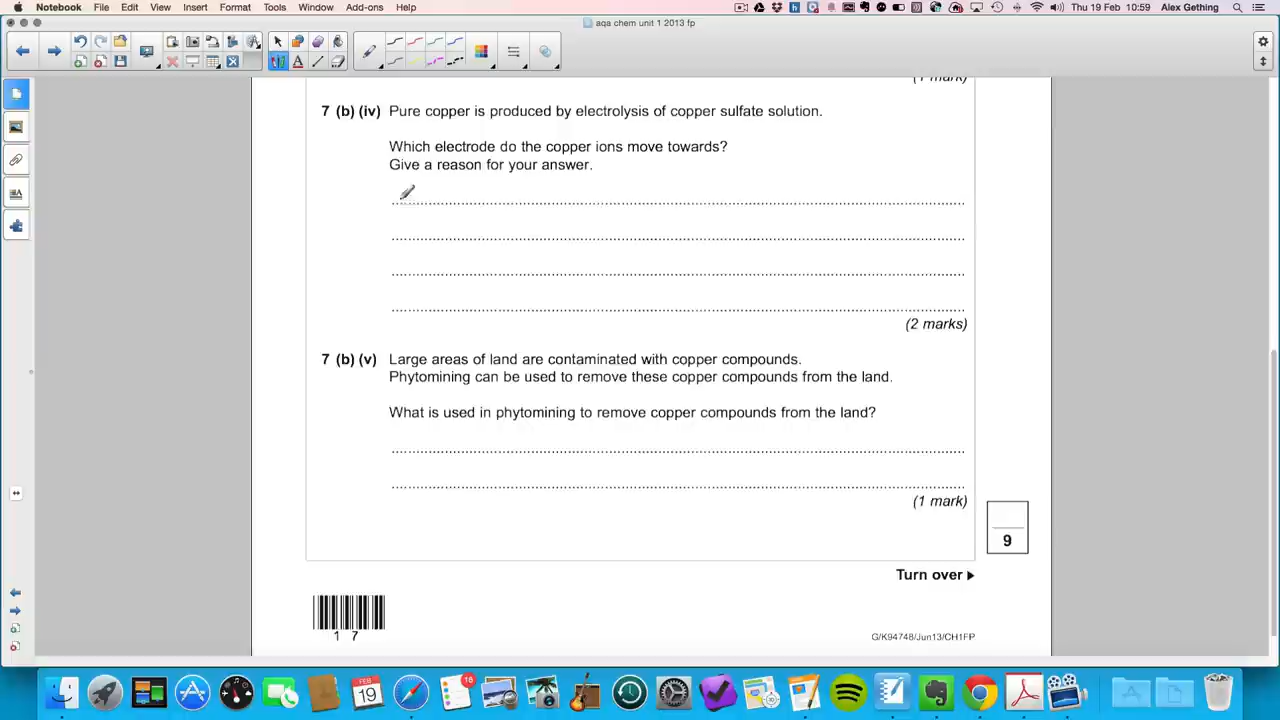 Notebook File Edit View Insert Format Tools Window Add-ons Help Thu 19 Feb 10:59 Alex Gething
aqa chem unit 1 2013 fp
(1 mark)
7 (b) (iv) Pure copper is produced by electrolysis of copper sulfate solution.
Which electrode do the copper ions move towards?
Give a reason for your answer.
(2 marks)
7 (b) (v) Large areas of land are contaminated with copper compounds.
Phytomining can be used to remove these copper compounds from the land.
What is used in phytomining to remove copper compounds from the land?
(1 mark)
9
Turn over
1 7
G/K94748/Jun13/CH1FP
FEB
19
18